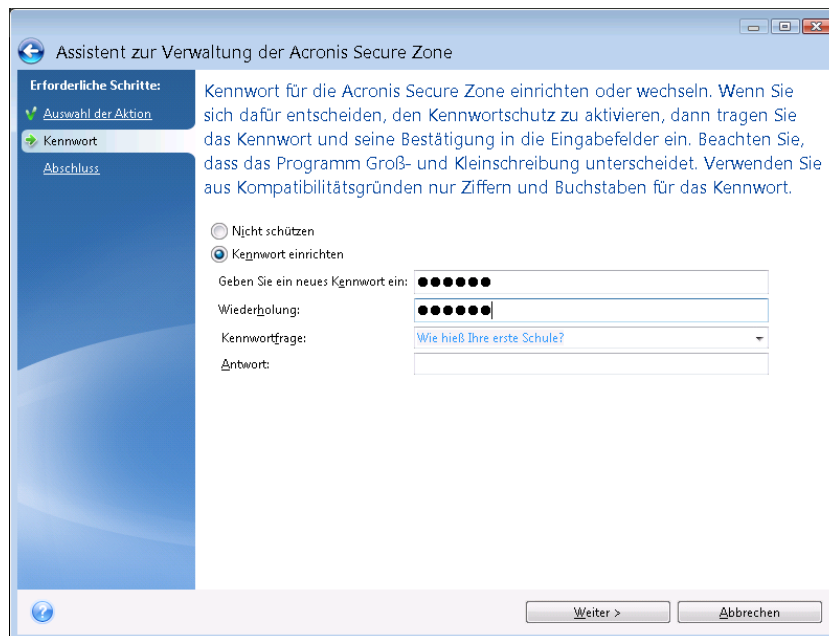 Assistent zur Verwaltung der Acronis Secure Zone
Erforderliche Schritte:
Auswahl der Aktion
Kennwort
Abschluss
Kennwort für die Acronis Secure Zone einrichten oder wechseln. Wenn Sie
sich dafür entscheiden, den Kennwortschutz zu aktivieren, dann tragen Sie
das Kennwort und seine Bestätigung in die Eingabefelder ein. Beachten Sie,
dass das Programm Groß- und Kleinschreibung unterscheidet. Verwenden Sie
aus Kompatibilitätsgründen nur Ziffern und Buchstaben für das Kennwort.
Nicht schützen
Kennwort einrichten
Geben Sie ein neues Kennwort ein: ●●●●●●
Wiederholung: ●●●●●●
Kennwortfrage: Wie hieß Ihre erste Schule?
Antwort:
Weiter > Abbrechen